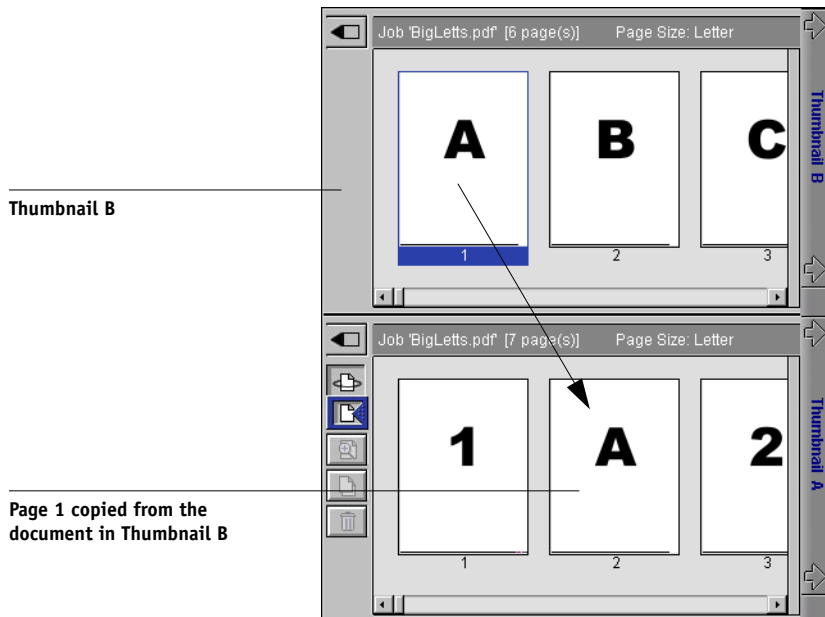 Job 'BigLetts.pdf' [6 page(s)] Page Size: Letter
A B C
1 2 3
Thumbnail B
Thumbnail B
Job 'BigLetts.pdf' [7 page(s)] Page Size: Letter
1 A 2
1 2 3
Thumbnail A
Page 1 copied from the
document in Thumbnail B